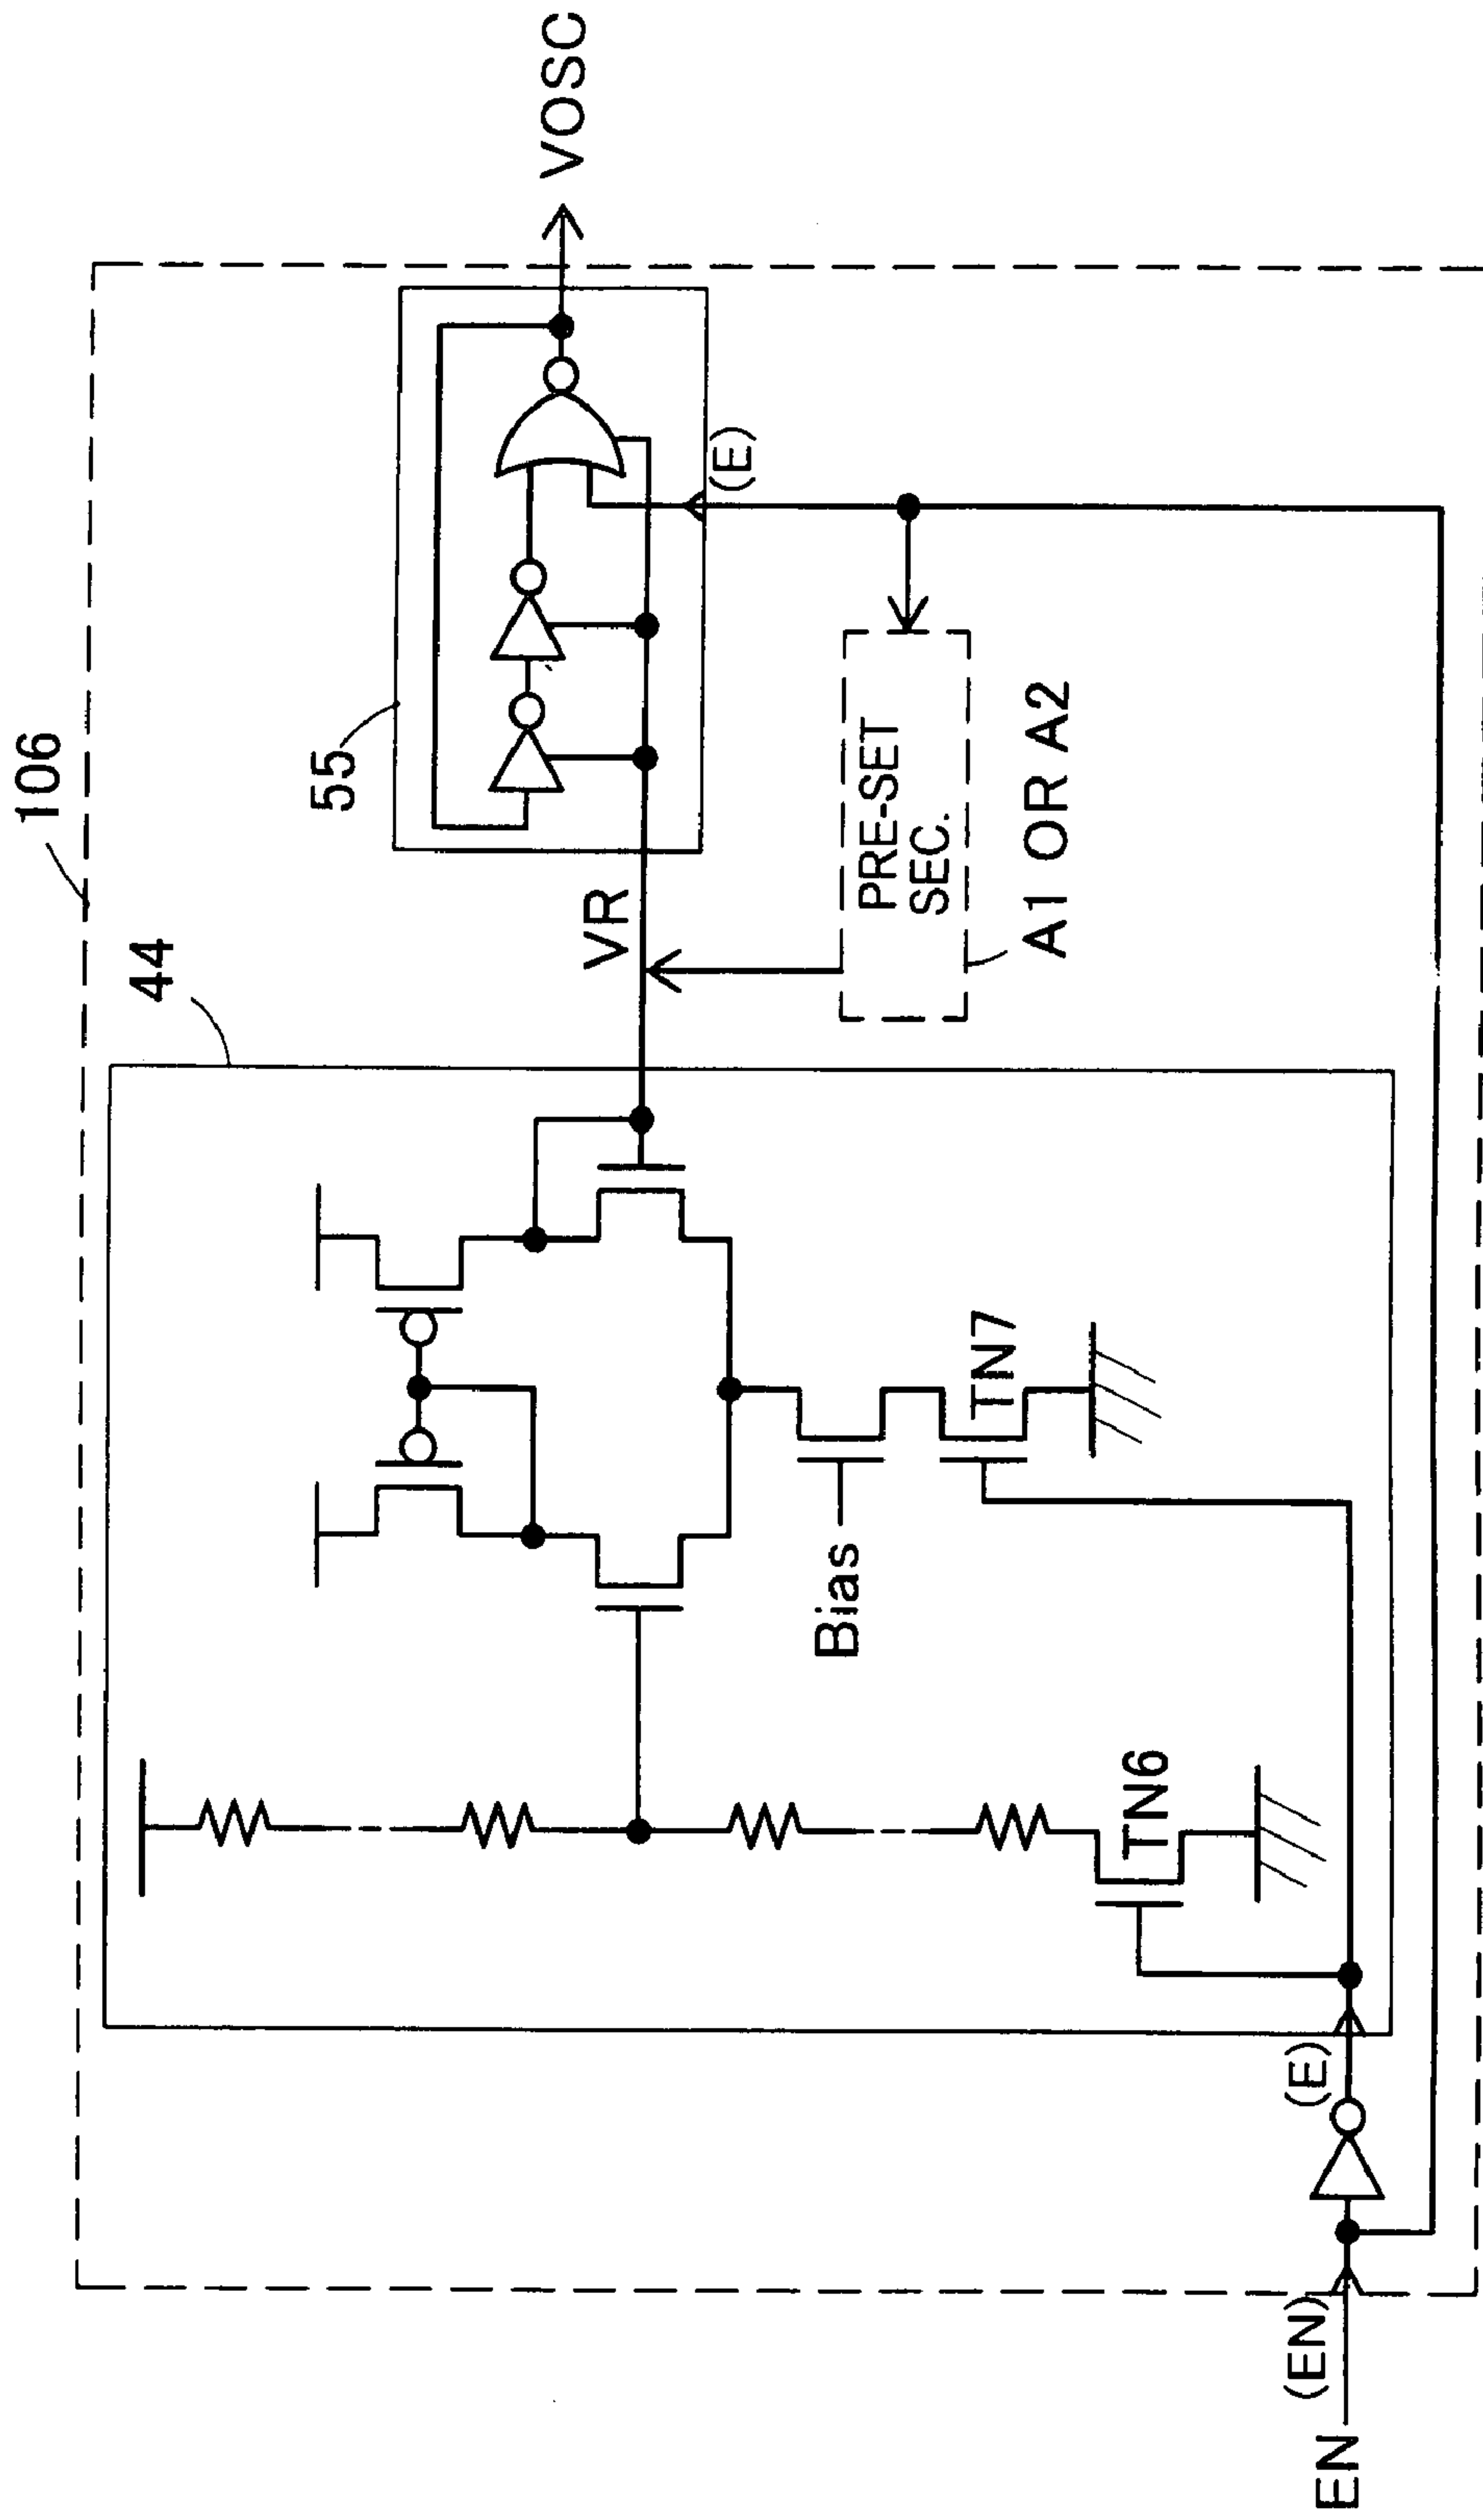 106
44
55
VOSC
VR
(E)
PRE-SET
SEC.
A1 OR A2
Bias
TN7
TN6
(E)
(EN)
EN